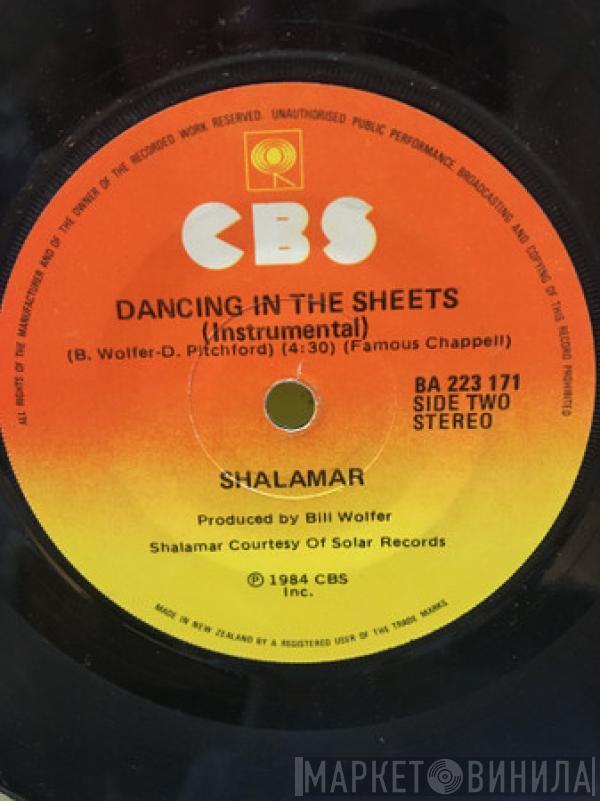 ALL RIGHTS OF THE MANUFACTURER AND OF THE OWNER OF THE RECORDED WORK RESERVED. UNAUTHORISED PUBLIC PERFORMANCE BROADCASTING AND COPYING OF THIS RECORD PROHIBITED
CBS
DANCING IN THE SHEETS
(Instrumental)
(B. Wolfer-D. Pitchford) (4:30) (Famous Chappell)
BA 223 171
SIDE TWO
STEREO
SHALAMAR
Produced by Bill Wolfer
Shalamar Courtesy Of Solar Records
℗ 1984 CBS
Inc.
MADE IN NEW ZEALAND BY A REGISTERED USER OF THE TRADE MARKS
МАРКЕТ ВИНИЛА